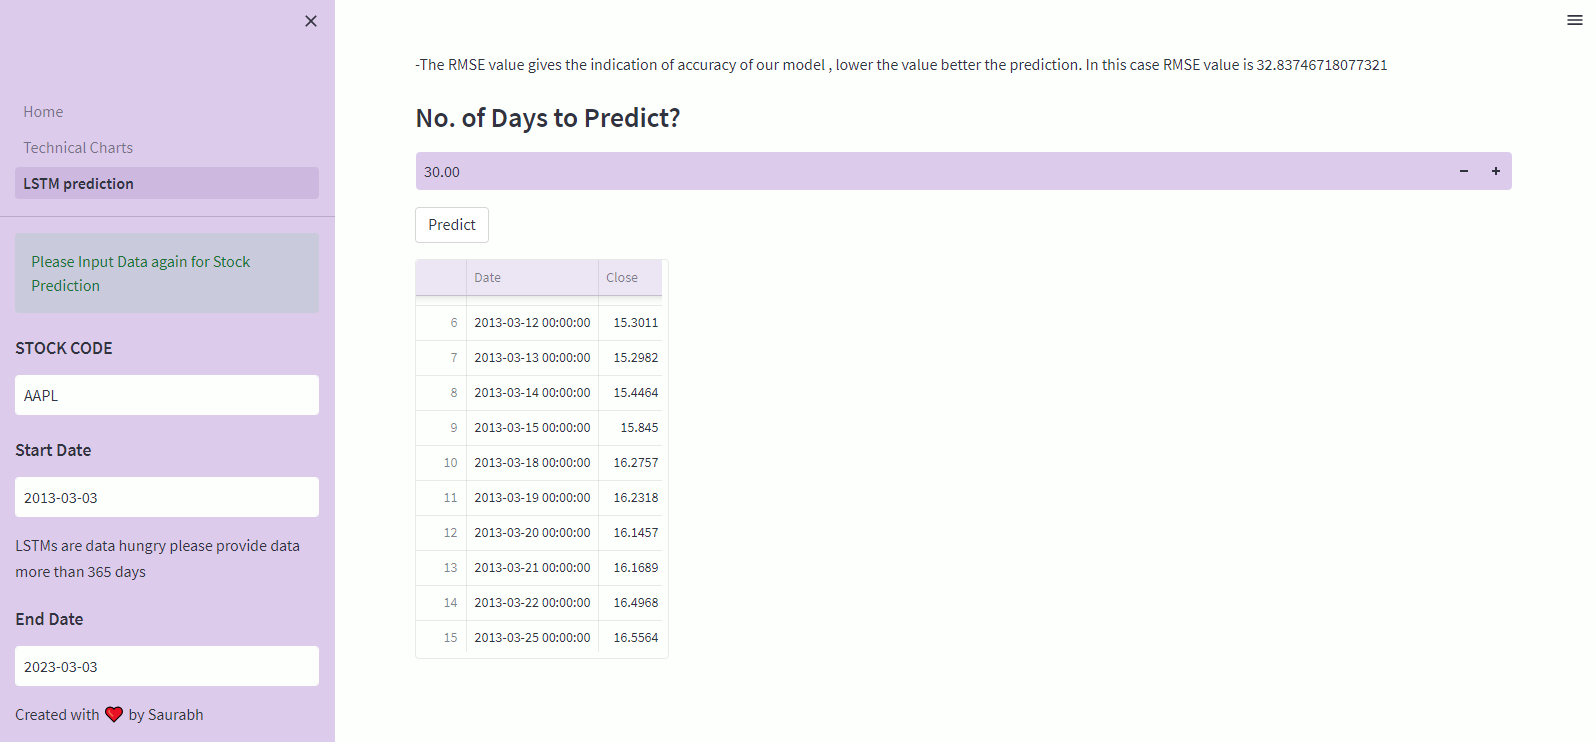 Home
Technical Charts
LSTM prediction
Please Input Data again for Stock
Prediction
STOCK CODE
AAPL
Start Date
2013-03-03
LSTMs are data hungry please provide data
more than 365 days
End Date
2023-03-03
Created with ❤️ by Saurabh
-The RMSE value gives the indication of accuracy of our model , lower the value better the prediction. In this case RMSE value is 32.83746718077321
No. of Days to Predict?
30.00
Predict
Date Close
6 2013-03-12 00:00:00 15.3011
7 2013-03-13 00:00:00 15.2982
8 2013-03-14 00:00:00 15.4464
9 2013-03-15 00:00:00 15.845
10 2013-03-18 00:00:00 16.2757
11 2013-03-19 00:00:00 16.2318
12 2013-03-20 00:00:00 16.1457
13 2013-03-21 00:00:00 16.1689
14 2013-03-22 00:00:00 16.4968
15 2013-03-25 00:00:00 16.5564